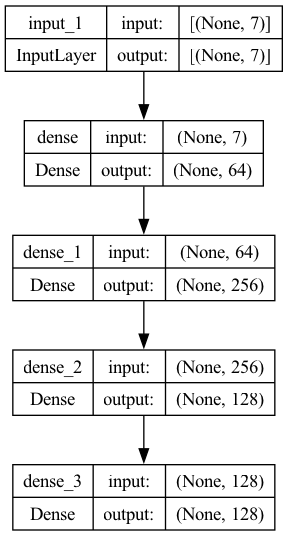 input_1 input: [(None, 7)]
InputLayer output: [(None, 7)]
dense input: (None, 7)
Dense output: (None, 64)
dense_1 input: (None, 64)
Dense output: (None, 256)
dense_2 input: (None, 256)
Dense output: (None, 128)
dense_3 input: (None, 128)
Dense output: (None, 128)